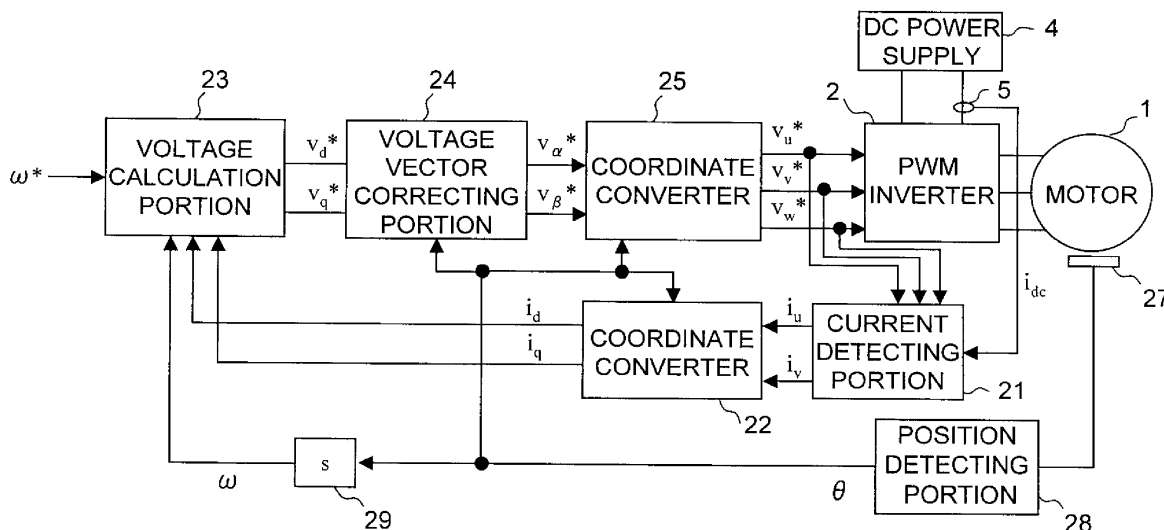 DC POWER
SUPPLY
4
5
23
24
25
2
1
VOLTAGE
CALCULATION
PORTION
VOLTAGE
VECTOR
CORRECTING
PORTION
COORDINATE
CONVERTER
PWM
INVERTER
MOTOR
ω*
v_d*
v_q*
v_α*
v_β*
v_u*
v_v*
v_w*
27
i_dc
i_d
i_q
COORDINATE
CONVERTER
i_u
i_v
CURRENT
DETECTING
PORTION
21
22
s
ω
29
θ
POSITION
DETECTING
PORTION
28